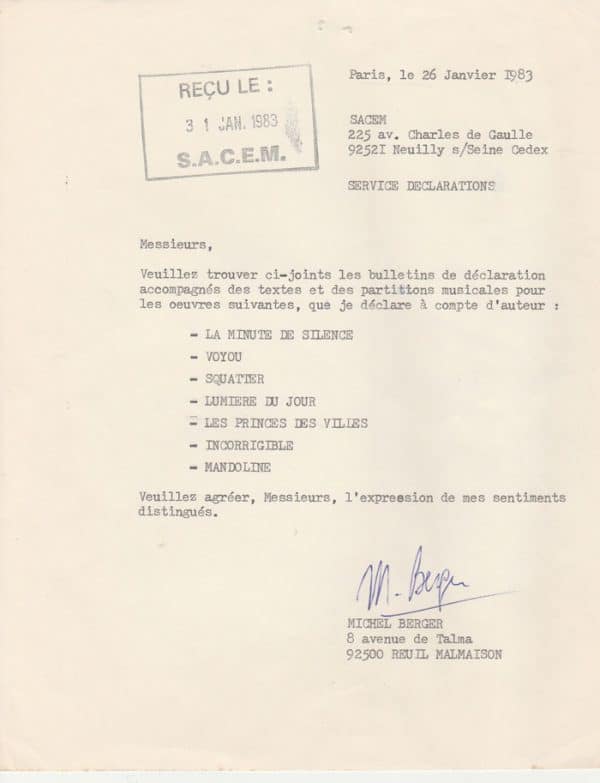 REÇU LE :
3 1 JAN. 1983
S.A.C.E.M.
Paris, le 26 Janvier 1983
SACEM
225 av. Charles de Gaulle
9252I Neuilly s/Seine Cedex
SERVICE DECLARATIONS
Messieurs,
Veuillez trouver ci-joints les bulletins de déclaration
accompagnés des textes et des partitions musicales pour
les oeuvres suivantes, que je déclare à compte d'auteur :
- LA MINUTE DE SILENCE
- VOYOU
- SQUATTER
- LUMIERE DU JOUR
- LES PRINCES DES VILLES
- INCORRIGIBLE
- MANDOLINE
Veuillez agréer, Messieurs, l'expression de mes sentiments
distingués.
M. Berger
MICHEL BERGER
8 avenue de Talma
92500 REUIL MALMAISON